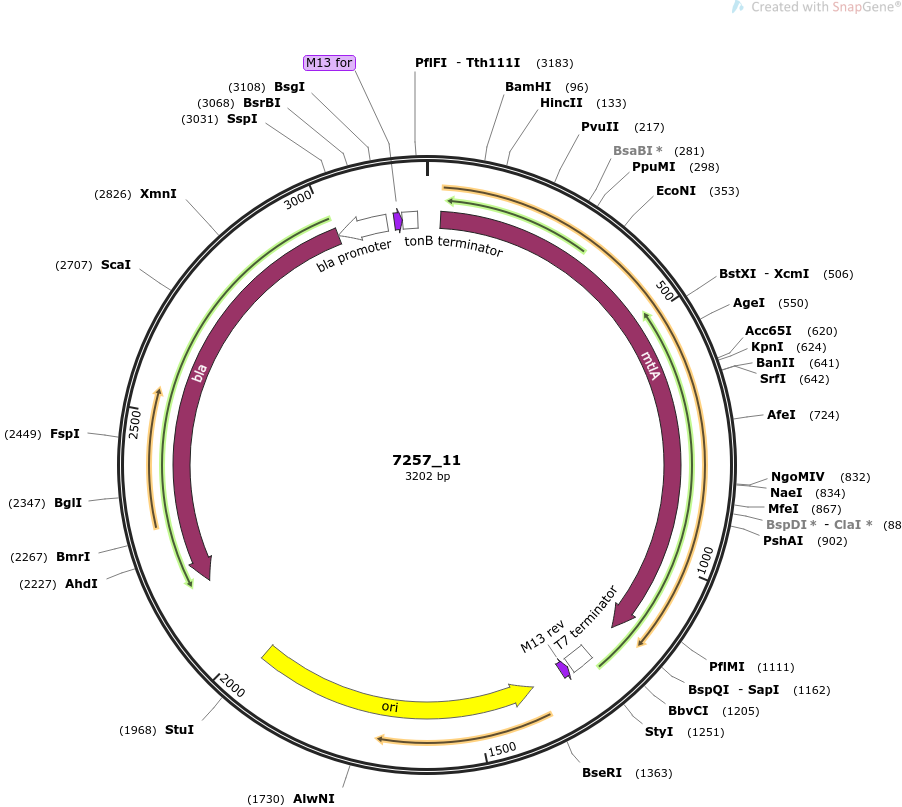 Created with SnapGene®
M13 for
PflFI - Tth111I (3183)
(3108) BsgI
(3068) BsrBI
(3031) SspI
BamHI (96)
HincII (133)
PvuII (217)
BsaBI * (281)
PpuMI (298)
EcoNI (353)
(2826) XmnI
3000
bla promoter
tonB terminator
(2707) ScaI
BstXI - XcmI (506)
500
AgeI (550)
Acc65I (620)
KpnI (624)
BanII (641)
SrfI (642)
mtlA
bla
AfeI (724)
2500
(2449) FspI
7257_11
3202 bp
NgoMIV (832)
NaeI (834)
MfeI (867)
BspDI * - ClaI * (88
PshAI (902)
(2347) BglI
(2267) BmrI
(2227) AhdI
1000
T7 terminator
M13 rev
PflMI (1111)
BspQI - SapI (1162)
BbvCI (1205)
StyI (1251)
2000
ori
(1968) StuI
1500
BseRI (1363)
(1730) AlwNI